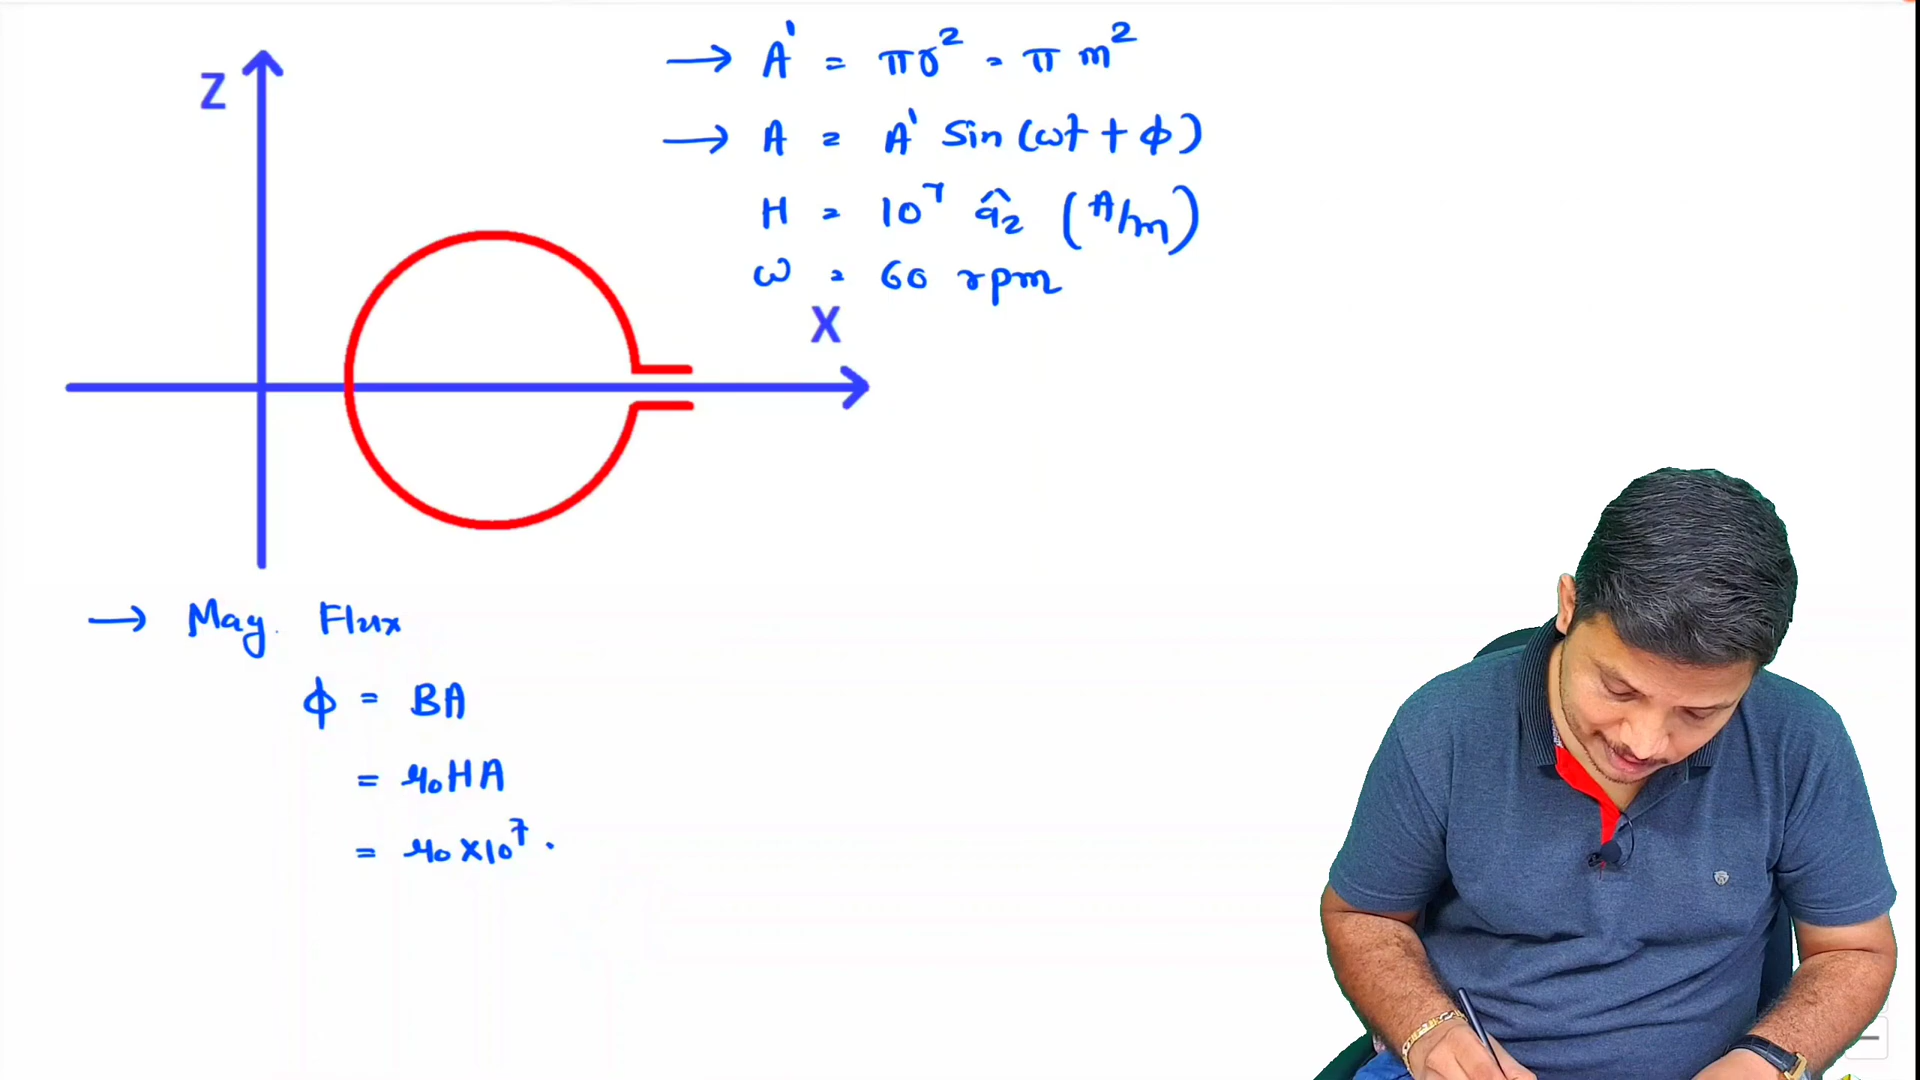 Z
X
→ A' = πr² = π m²
→ A = A' Sin (ωt + ϕ)
H = 10⁷ âz (A/m)
ω = 60 rpm
→ Mag. Flux
ϕ = BA
= μ₀HA
= μ₀ × 10⁷ .